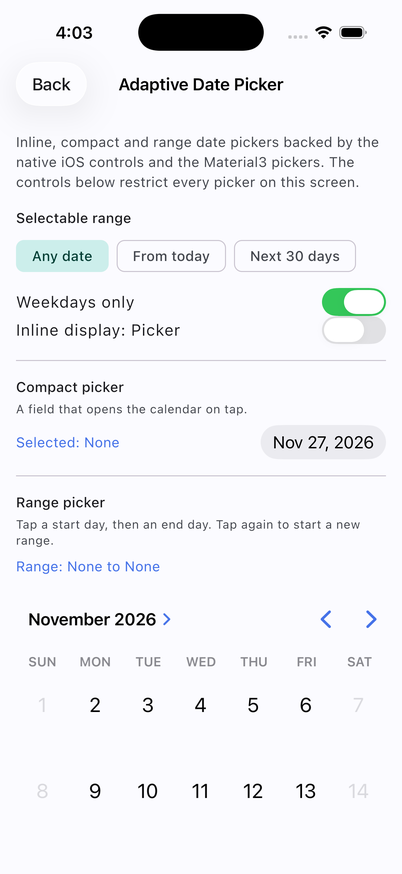 4:03
Back
Adaptive Date Picker
Inline, compact and range date pickers backed by the
native iOS controls and the Material3 pickers. The
controls below restrict every picker on this screen.
Selectable range
Any date
From today
Next 30 days
Weekdays only
Inline display: Picker
Compact picker
A field that opens the calendar on tap.
Selected: None
Nov 27, 2026
Range picker
Tap a start day, then an end day. Tap again to start a new
range.
Range: None to None
November 2026
SUN MON TUE WED THU FRI SAT
1 2 3 4 5 6 7
8 9 10 11 12 13 14